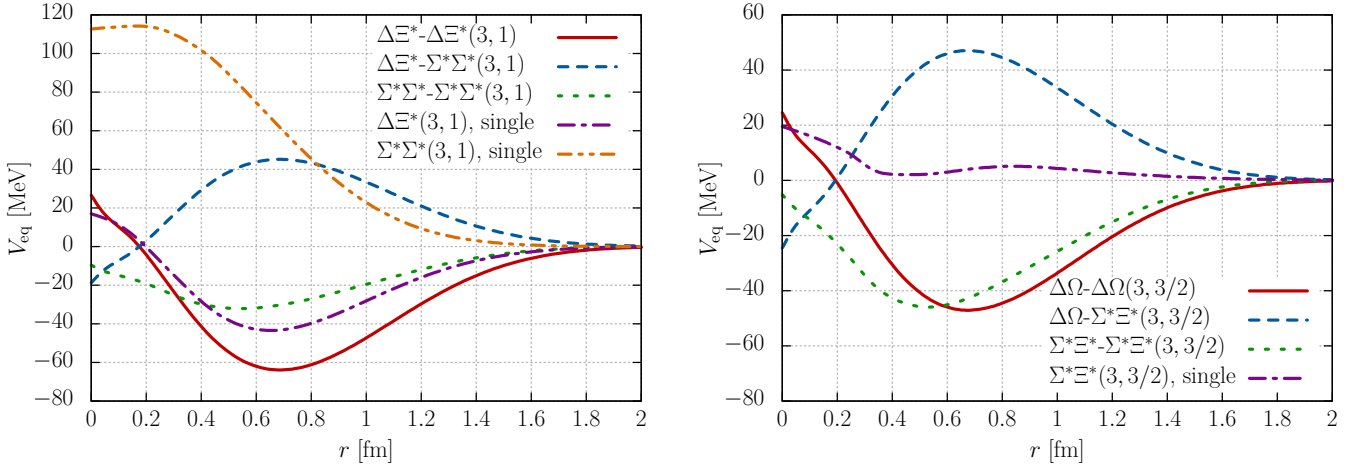 120
100
80
60
40
20
0
−20
−40
−60
−80
V_eq [MeV]
0 0.2 0.4 0.6 0.8 1 1.2 1.4 1.6 1.8 2
r [fm]
ΔΞ*-ΔΞ*(3, 1)
ΔΞ*-Σ*Σ*(3, 1)
Σ*Σ*-Σ*Σ*(3, 1)
ΔΞ*(3, 1), single
Σ*Σ*(3, 1), single
60
40
20
0
−20
−40
−60
−80
V_eq [MeV]
0 0.2 0.4 0.6 0.8 1 1.2 1.4 1.6 1.8 2
r [fm]
ΔΩ-ΔΩ(3, 3/2)
ΔΩ-Σ*Ξ*(3, 3/2)
Σ*Ξ*-Σ*Ξ*(3, 3/2)
Σ*Ξ*(3, 3/2), single